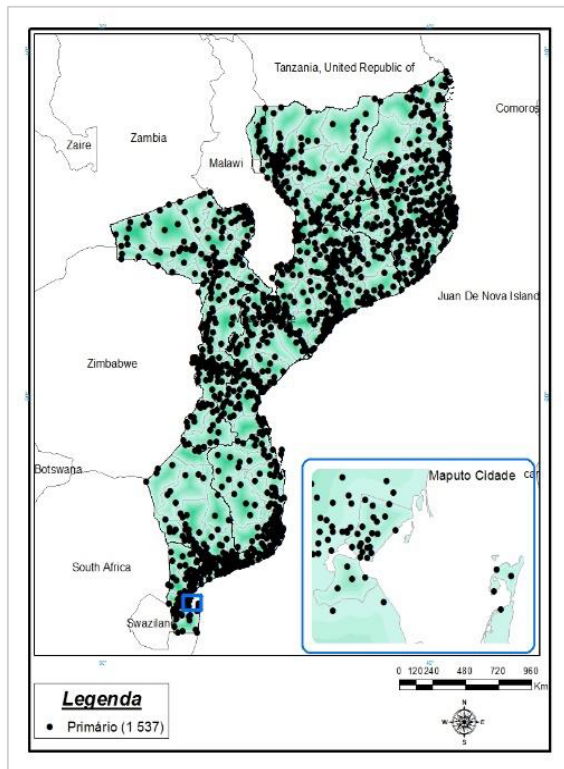 Tanzania, United Republic of
Comoros
Zambia
Zaire
Malawi
Juan De Nova Island
Zimbabwe
Botswana
Maputo Cidade
South Africa
Swazilan
0 120 240 480 720 960
Km
N
W E
S
Legenda
Primário (1 537)